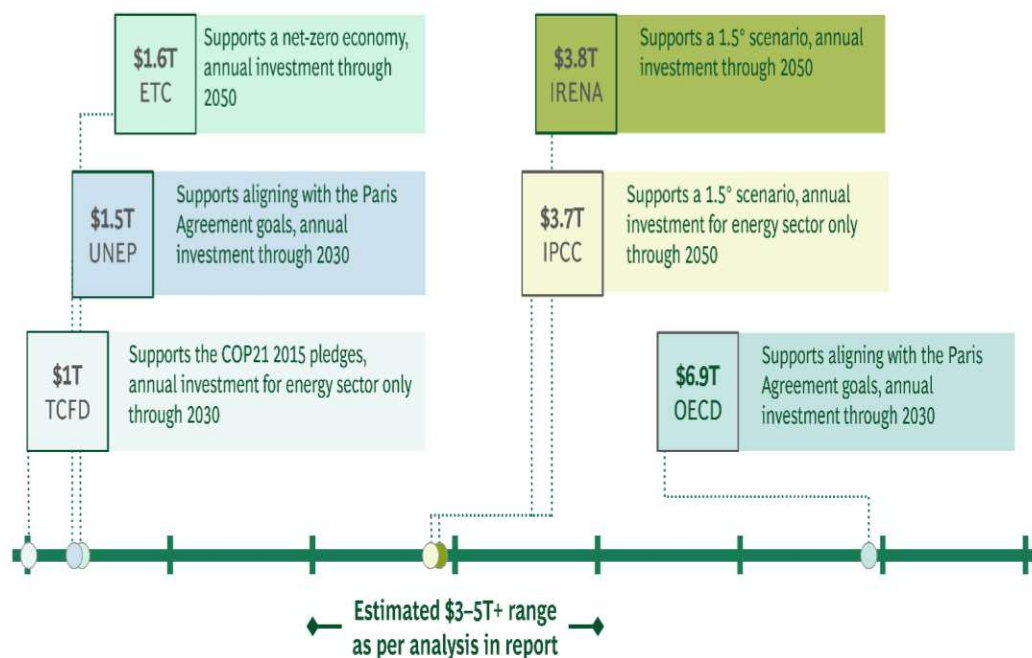 $1.6T
ETC
Supports a net-zero economy,
annual investment through
2050
$3.8T
IRENA
Supports a 1.5° scenario, annual
investment through 2050
$1.5T
UNEP
Supports aligning with the Paris
Agreement goals, annual
investment through 2030
$3.7T
IPCC
Supports a 1.5° scenario, annual
investment for energy sector only
through 2050
$1T
TCFD
Supports the COP21 2015 pledges,
annual investment for energy sector only
through 2030
$6.9T
OECD
Supports aligning with the Paris
Agreement goals, annual
investment through 2030
Estimated $3–5T+ range
as per analysis in report